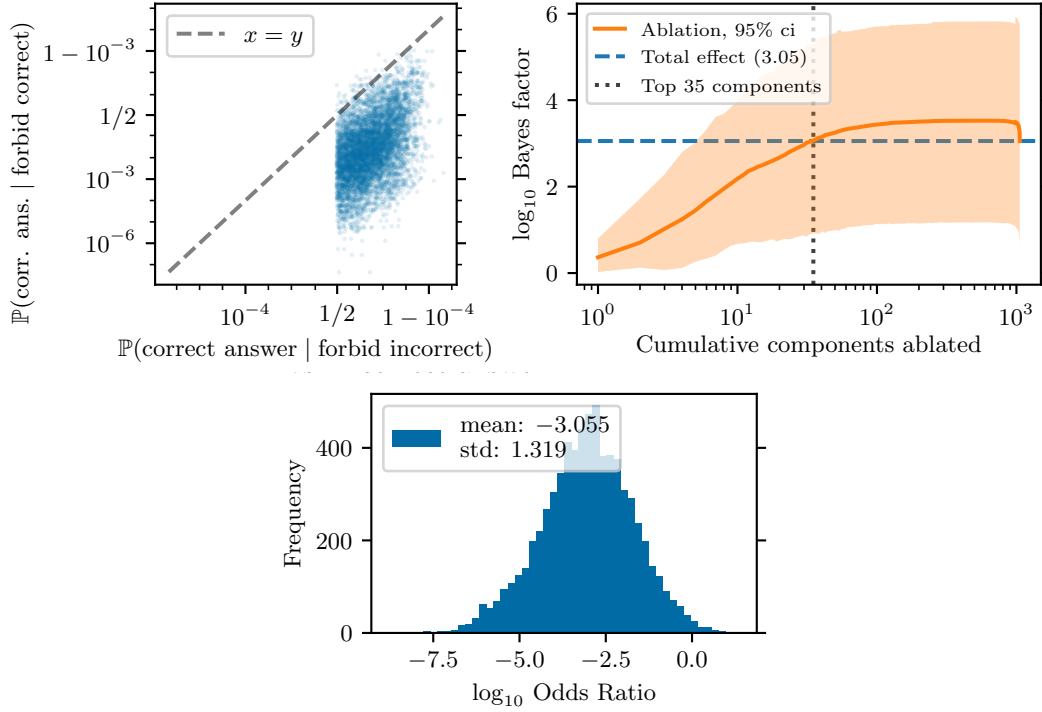 x = y
1 − 10⁻³
1/2
10⁻³
10⁻⁶
ℙ(corr. ans. | forbid correct)
10⁻⁴
1/2
1 − 10⁻⁴
ℙ(correct answer | forbid incorrect)
Ablation, 95% ci
Total effect (3.05)
Top 35 components
6
4
2
0
log₁₀ Bayes factor
10⁰
10¹
10²
10³
Cumulative components ablated
mean: −3.055
std: 1.319
400
200
0
Frequency
−7.5
−5.0
−2.5
0.0
log₁₀ Odds Ratio